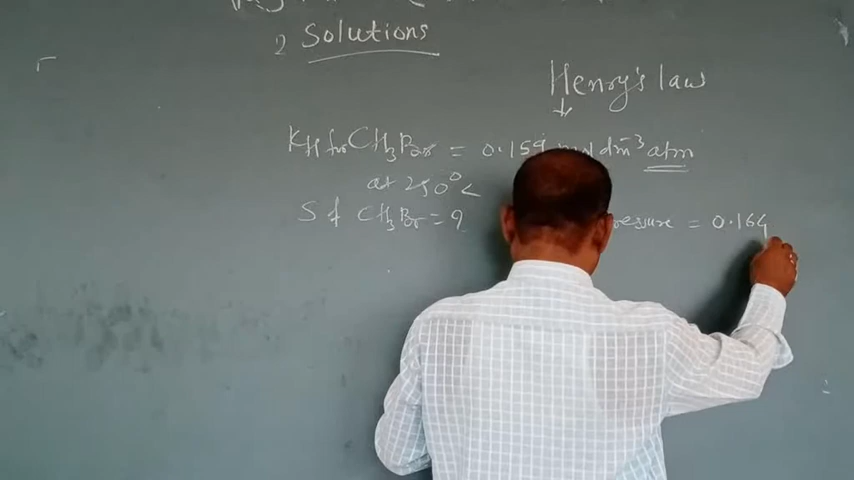 2 Solutions
Henry's law
KH for CH3Br = 0.159 mol dm⁻³ atm
at 250°C
S of CH3Br = ?
pressure = 0.164